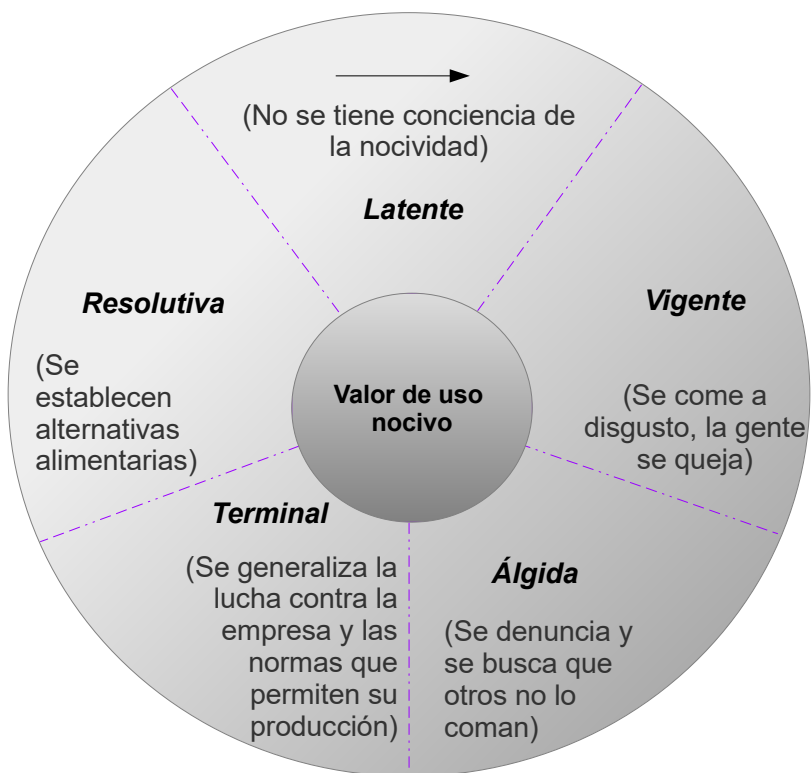 (No se tiene conciencia de
la nocividad)
Latente
Vigente
(Se come a
disgusto, la gente
se queja)
Álgida
(Se denuncia y
se busca que
otros no lo
coman)
Terminal
(Se generaliza la
lucha contra la
empresa y las
normas que
permiten su
producción)
Resolutiva
(Se
establecen
alternativas
alimentarias)
Valor de uso
nocivo